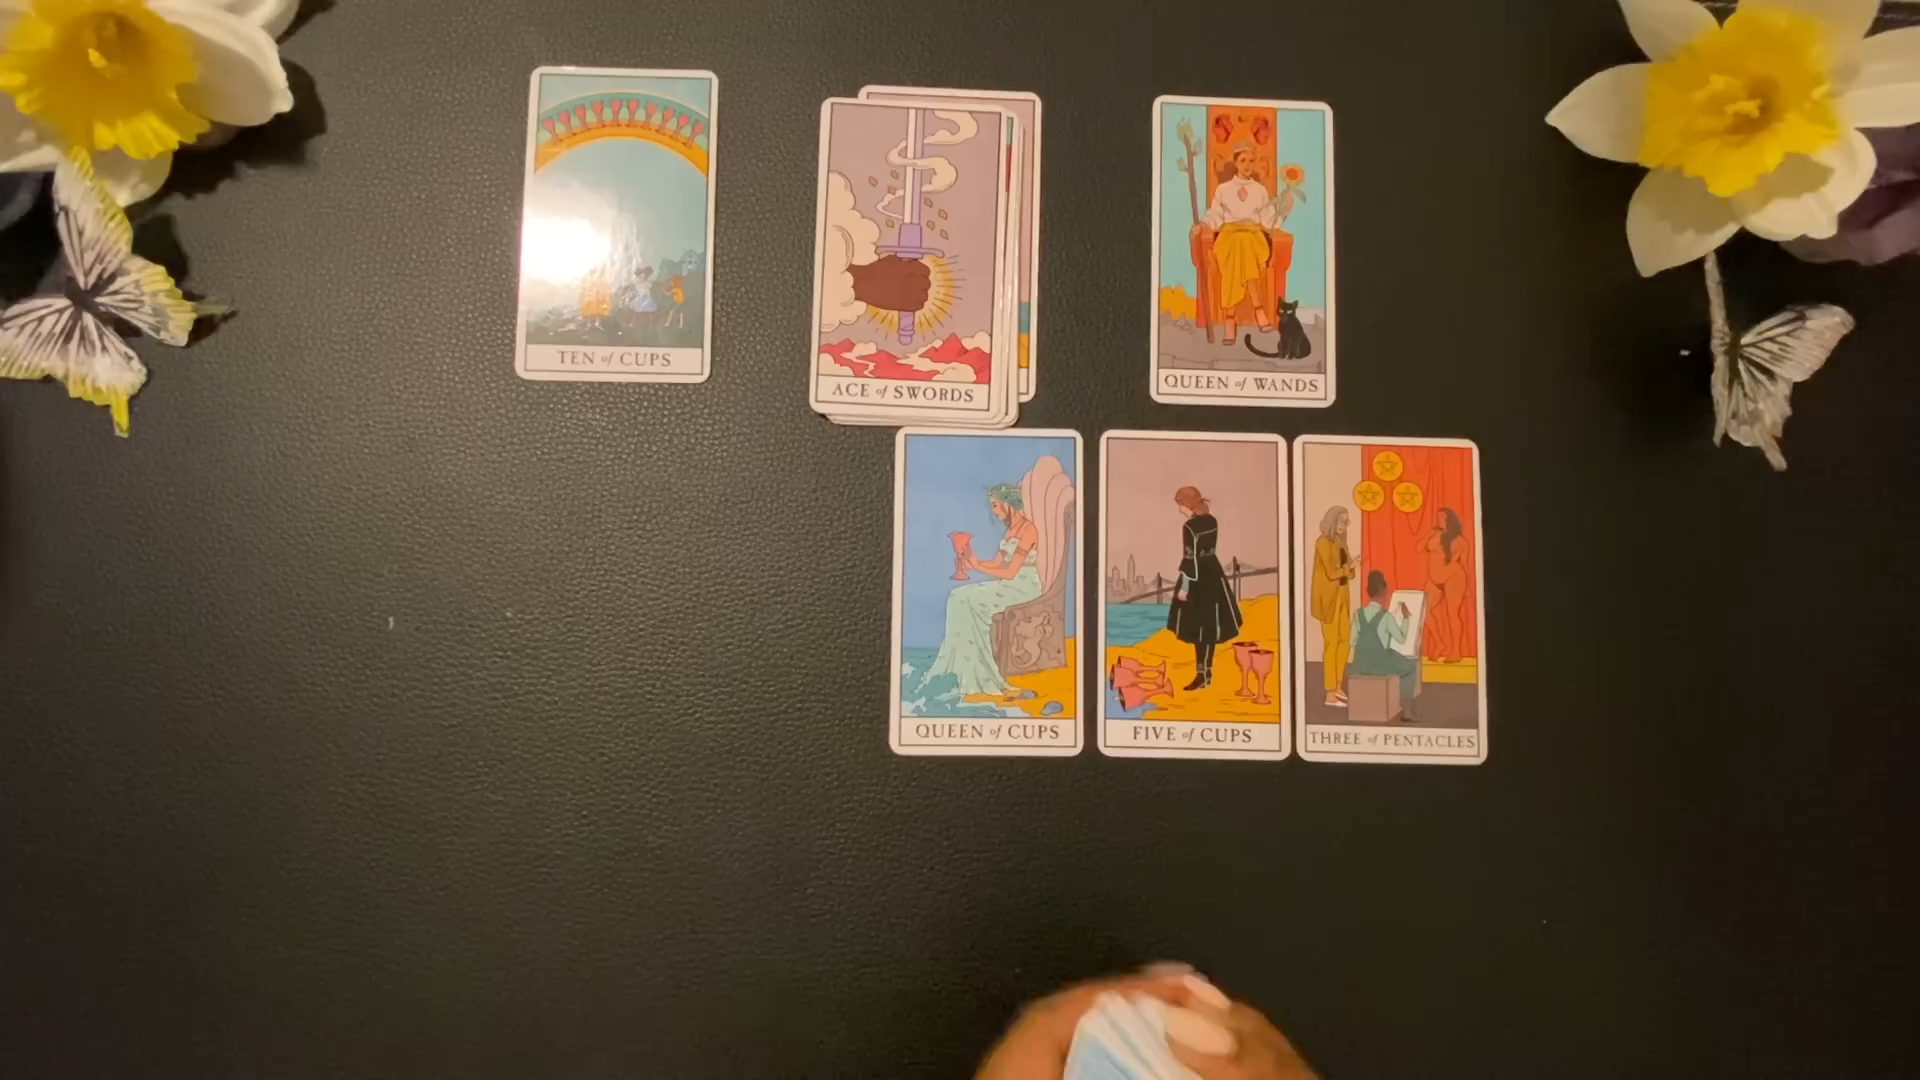 TEN of CUPS
ACE of SWORDS
QUEEN of WANDS
QUEEN of CUPS
FIVE of CUPS
THREE of PENTACLES